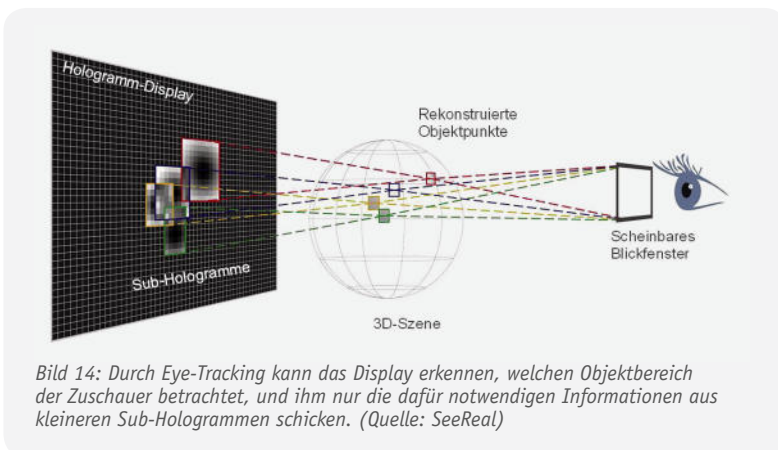 Hologramm-Display
Rekonstruierte
Objektpunkte
Scheinbares
Blickfenster
Sub-Hologramme
3D-Szene
Bild 14: Durch Eye-Tracking kann das Display erkennen, welchen Objektbereich
der Zuschauer betrachtet, und ihm nur die dafür notwendigen Informationen aus
kleineren Sub-Hologrammen schicken. (Quelle: SeeReal)